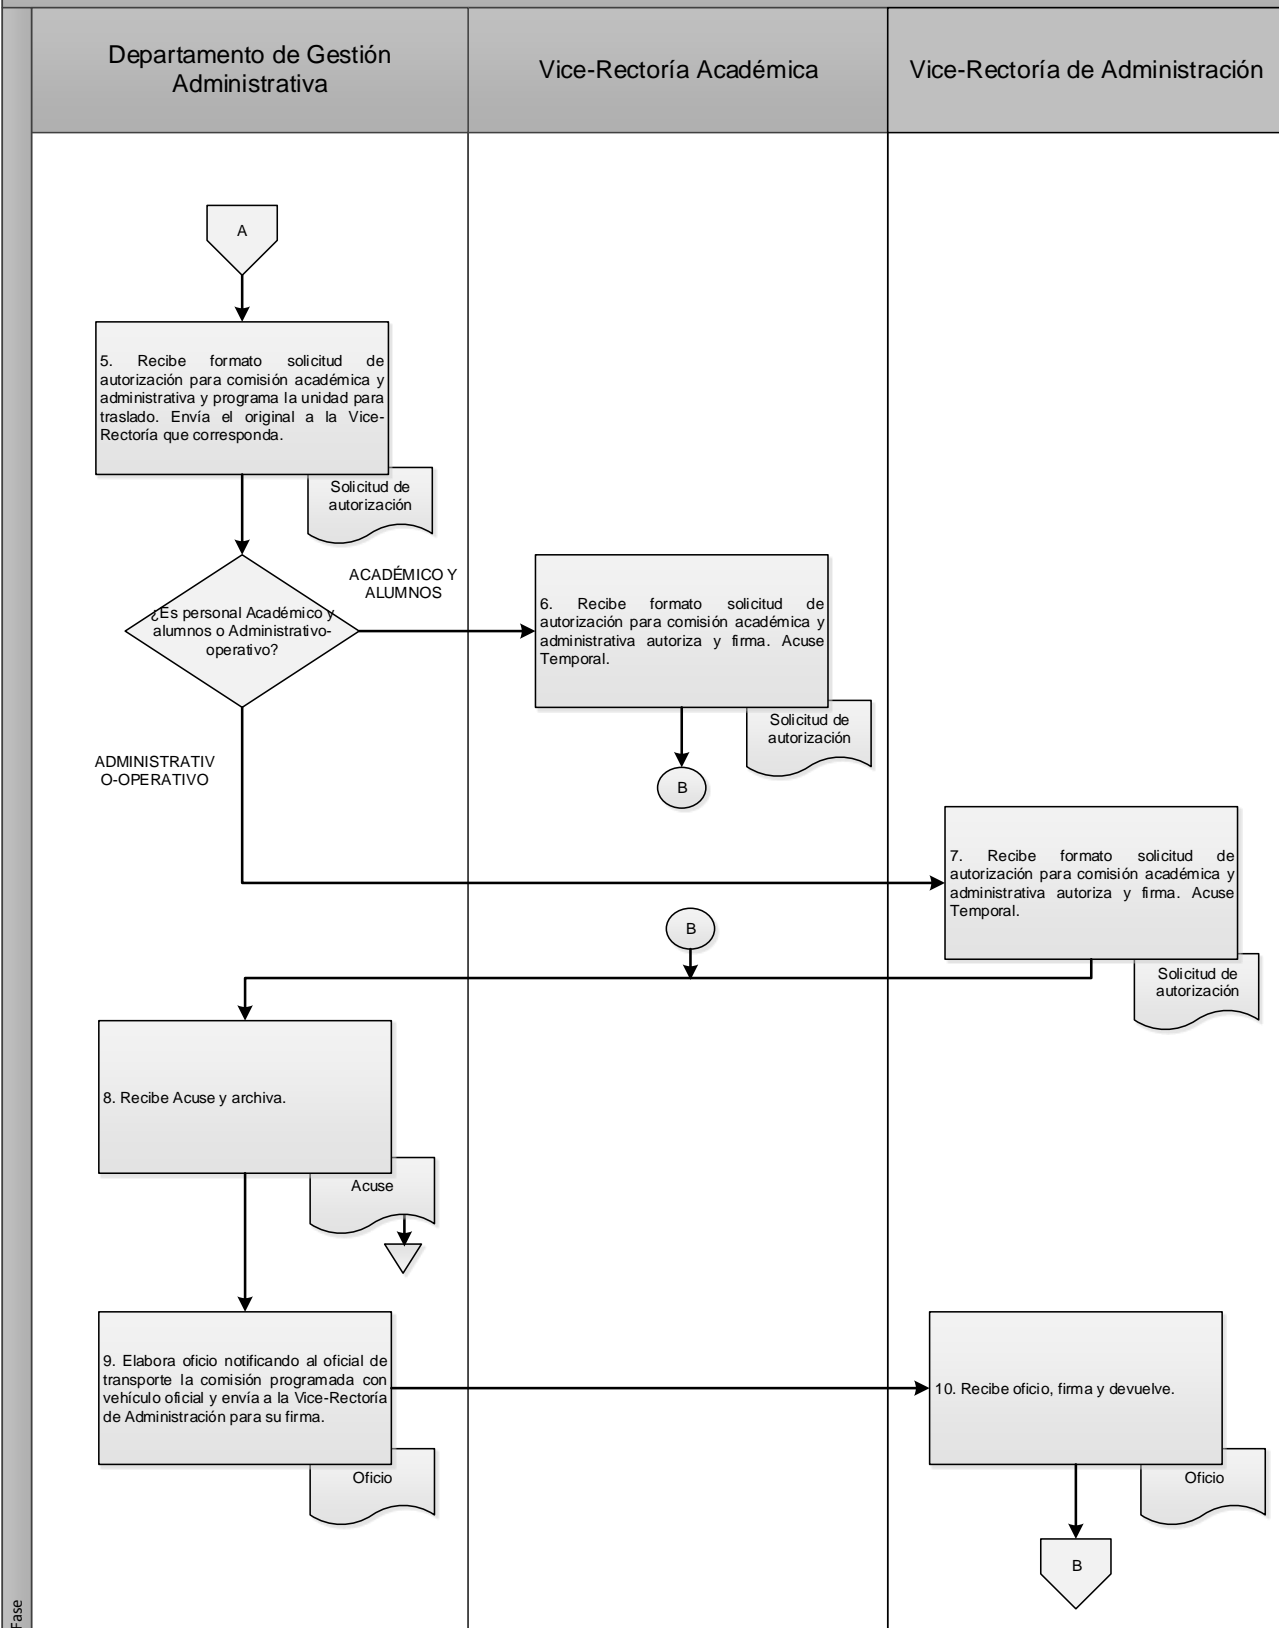 Departamento de Gestión
Administrativa
Vice-Rectoría Académica
Vice-Rectoría de Administración
A
5. Recibe formato solicitud de
autorización para comisión académica y
administrativa y programa la unidad para
traslado. Envía el original a la Vice-
Rectoría que corresponda.
Solicitud de
autorización
¿Es personal Académico y
alumnos o Administrativo-
operativo?
ACADÉMICO Y
ALUMNOS
6. Recibe formato solicitud de
autorización para comisión académica y
administrativa autoriza y firma. Acuse
Temporal.
Solicitud de
autorización
B
ADMINISTRATIV
O-OPERATIVO
7. Recibe formato solicitud de
autorización para comisión académica y
administrativa autoriza y firma. Acuse
Temporal.
Solicitud de
autorización
B
8. Recibe Acuse y archiva.
Acuse
9. Elabora oficio notificando al oficial de
transporte la comisión programada con
vehículo oficial y envía a la Vice-Rectoría
de Administración para su firma.
Oficio
10. Recibe oficio, firma y devuelve.
Oficio
B
Fase